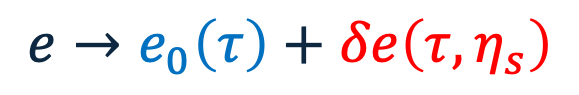 e → e₀(τ) + δe(τ, ηₛ)